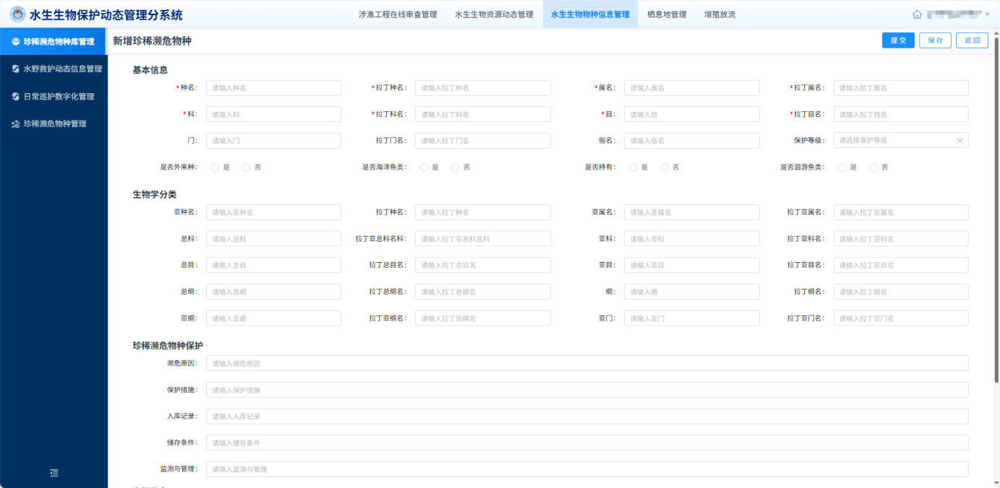 水生生物保护动态管理分系统 涉渔工程在线审查管理 水生生物资源动态管理 水生生物物种信息管理 栖息地管理 增殖放流
珍稀濒危物种库管理
水野救护动态信息管理
日常巡护数字化管理
珍稀濒危物种管理
新增珍稀濒危物种 提交 保存 返回
基本信息
*种名: 请输入种名 *拉丁种名: 请输入拉丁种名 *属名: 请输入属名 *拉丁属名: 请输入拉丁属名
*科: 请输入科 *拉丁科名: 请输入拉丁科名 *目: 请输入目 *拉丁目名: 请输入拉丁目名
门: 请输入门 拉丁门名: 请输入拉丁门名 俗名: 请输入俗名 保护等级: 请选择保护等级
是否外来种: 是 否 是否海洋鱼类: 是 否 是否持有: 是 否 是否洄游鱼类: 是 否
生物学分类
亚种名: 请输入亚种名 拉丁种名: 请输入拉丁种名 亚属名: 请输入亚属名 拉丁亚属名: 请输入拉丁亚属名
总科: 请输入总科 拉丁亚总科名科: 请输入拉丁亚总科名科 亚科: 请输入亚科 拉丁亚科名: 请输入拉丁亚科名
总目: 请输入总目 拉丁总目名: 请输入拉丁总目名 亚目: 请输入亚目 拉丁亚目名: 请输入拉丁亚目名
总纲: 请输入总纲 拉丁总纲名: 请输入拉丁总纲名 纲: 请输入纲 拉丁纲名: 请输入拉丁纲名
亚纲: 请输入亚纲 拉丁亚纲名: 请输入拉丁亚纲名 亚门: 请输入亚门 拉丁亚门名: 请输入拉丁亚门名
珍稀濒危物种保护
濒危原因: 请输入濒危原因
保护措施: 请输入保护措施
入库记录: 请输入入库记录
储存条件: 请输入储存条件
监测与管理: 请输入监测与管理